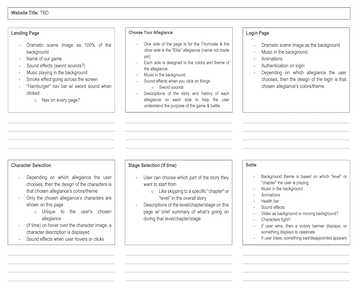 Website Title: TBD
Landing Page
- Dramatic scene image as 100% of the
background
- Name of our game
- Sound effects (sword sounds?)
- Music playing in the background
- Smoke effect going across the screen
- "Hamburger" nav bar w/ sword sound when
clicked
○ Nav on every page?
Choose Your Allegiance
- One side of the page is for the Triumvate & the
other side is the "Elite" allegiance (name not made
yet)
- Each side is designed to the colors and theme of
the allegiance
- Music in the background
- Sound effects when you click on things
○ Sword sounds
- Descriptions of the story and history of each
allegiance on each side to help the user
understand the purpose of the game & battle
Login Page
- Dramatic scene image as the background
- Music in the background
- Animations
- Authentication on login
- Depending on which allegiance the user
chooses, then the design of the login is that
chosen allegiance's colors/theme
Character Selection
- Depending on which allegiance the user
chooses, then the design of the characters is
that chosen allegiance's colors/theme
- Only the chosen allegiance's characters are
shown on this page
○ Unique to the user's chosen
allegiance
- (If time) on hover over the character image, a
character description is displayed
- Sound effects when user hovers or clicks
Stage Selection (if time)
- User can choose which part of the story they
want to start from
○ Like skipping to a specific "chapter" or
"level" in the overall story
- Descriptions of the level/chapter/stage on this
page w/ brief summary of what's going on
during that level/chapter/stage
Battle
- Background theme is based on which "level" or
"chapter" the user is playing
- Music in the background
- Animations
- Health bar
- Sound effects
- Video as background or moving background?
- Characters fight!!
- If user wins, then a victory banner displays, or
something displays to celebrate
- If user loses, something sad/disappointed appears